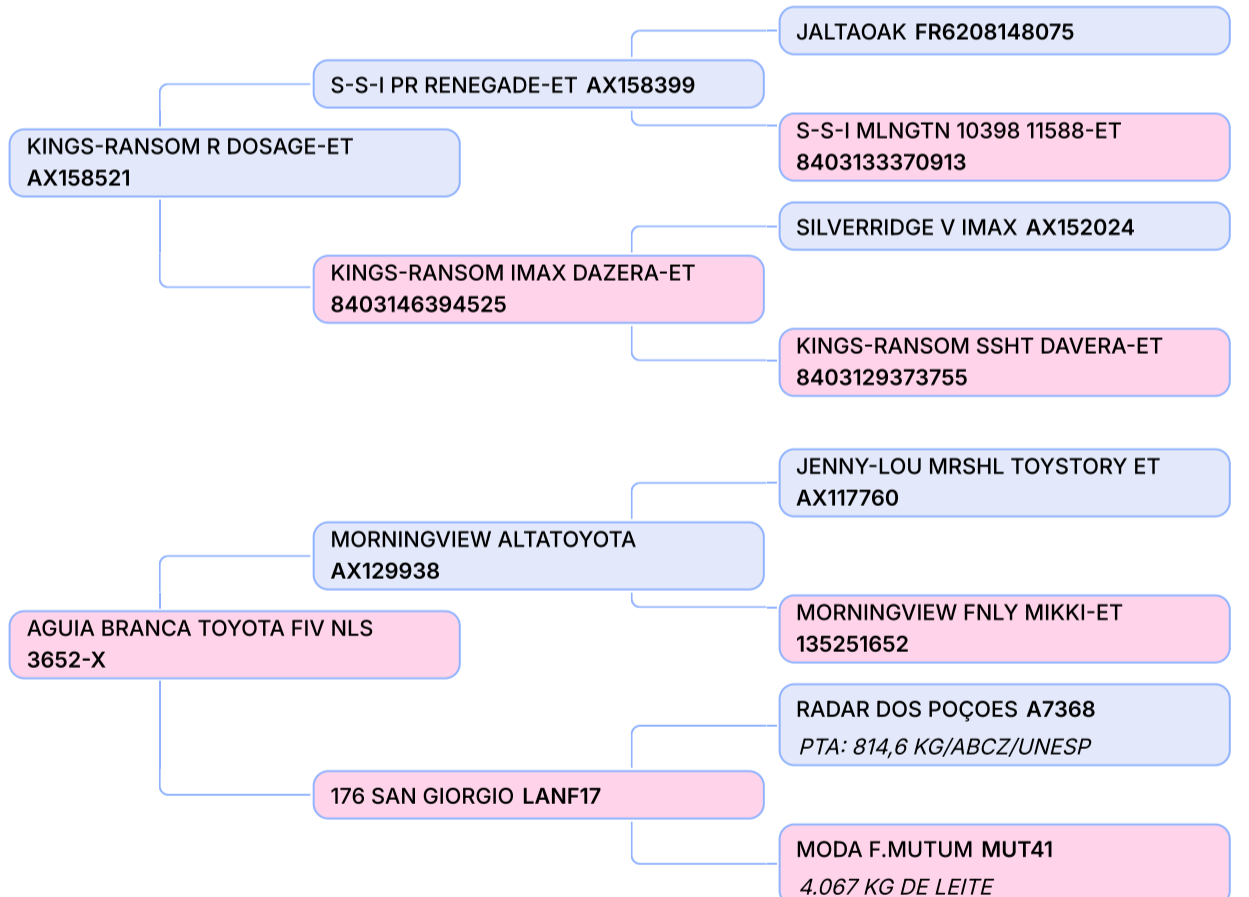 JALTAOAK FR6208148075
S-S-I PR RENEGADE-ET AX158399
S-S-I MLNGTN 10398 11588-ET
8403133370913
KINGS-RANSOM R DOSAGE-ET
AX158521
SILVERRIDGE V IMAX AX152024
KINGS-RANSOM IMAX DAZERA-ET
8403146394525
KINGS-RANSOM SSHT DAVERA-ET
8403129373755
JENNY-LOU MRSHL TOYSTORY ET
AX117760
MORNINGVIEW ALTATOYOTA
AX129938
MORNINGVIEW FNLY MIKKI-ET
135251652
AGUIA BRANCA TOYOTA FIV NLS
3652-X
RADAR DOS POÇOES A7368
PTA: 814,6 KG/ABCZ/UNESP
176 SAN GIORGIO LANF17
MODA F.MUTUM MUT41
4.067 KG DE LEITE